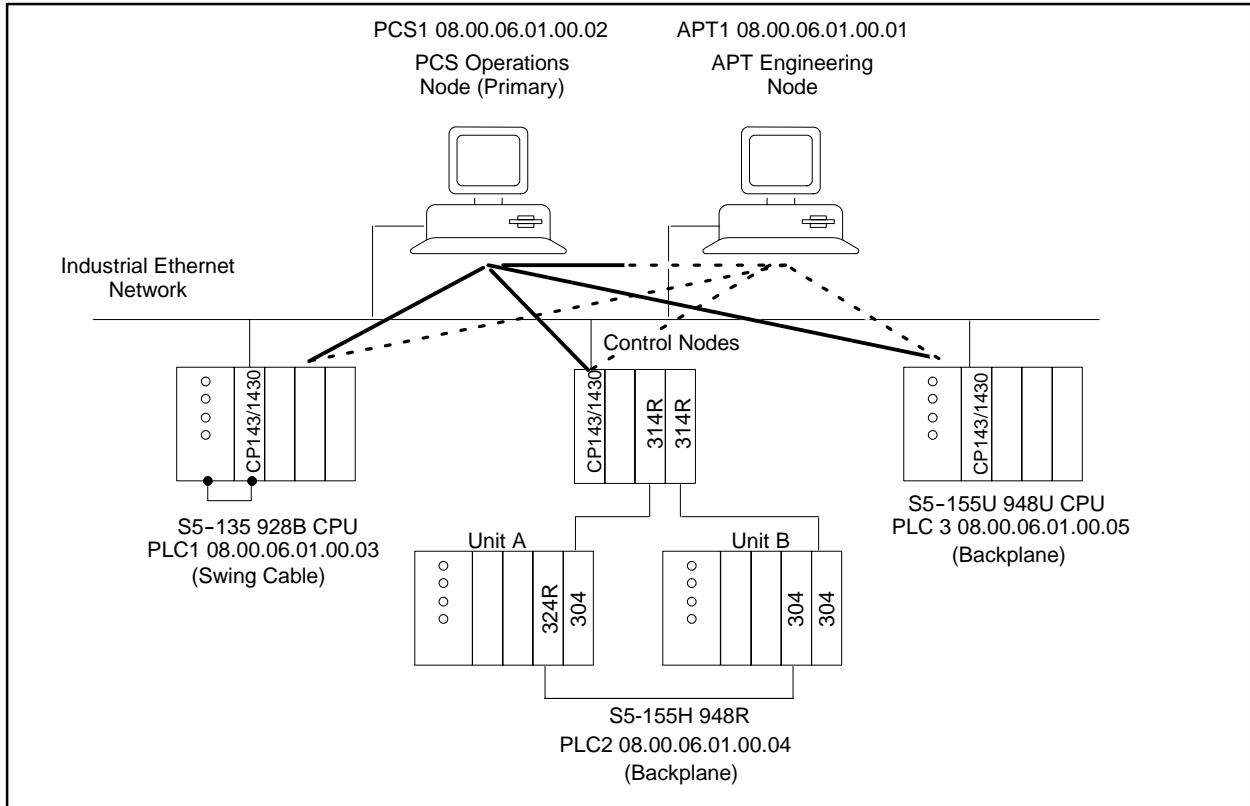 PCS1 08.00.06.01.00.02
PCS Operations
Node (Primary)
APT1 08.00.06.01.00.01
APT Engineering
Node
Industrial Ethernet
Network
Control Nodes
CP143/1430
CP143/1430
314R
314R
CP143/1430
S5-135 928B CPU
PLC1 08.00.06.01.00.03
(Swing Cable)
S5-155U 948U CPU
PLC 3 08.00.06.01.00.05
(Backplane)
Unit A
Unit B
324R
304
304
304
S5-155H 948R
PLC2 08.00.06.01.00.04
(Backplane)